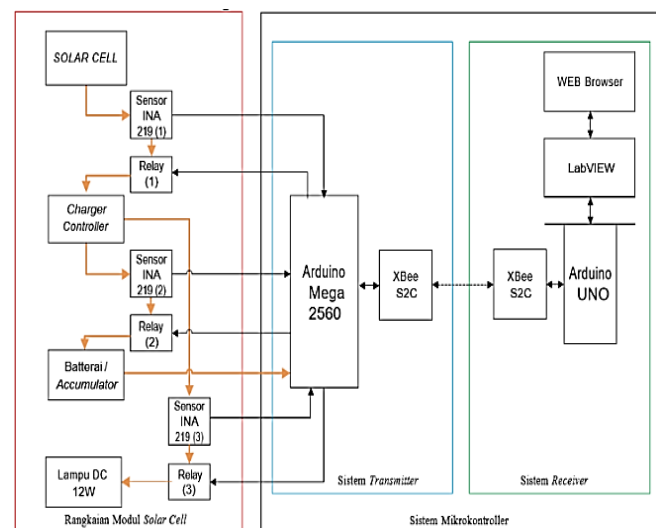 SOLAR CELL
Sensor
INA
219 (1)
Relay
(1)
Charger
Controller
Sensor
INA
219 (2)
Relay
(2)
Batterai /
Accumulator
Sensor
INA
219 (3)
Relay
(3)
Lampu DC
12W
Rangkaian Modul Solar Cell
Arduino
Mega
2560
XBee
S2C
Sistem Transmitter
WEB Browser
LabVIEW
XBee
S2C
Arduino
UNO
Sistem Receiver
Sistem Mikrokontroller